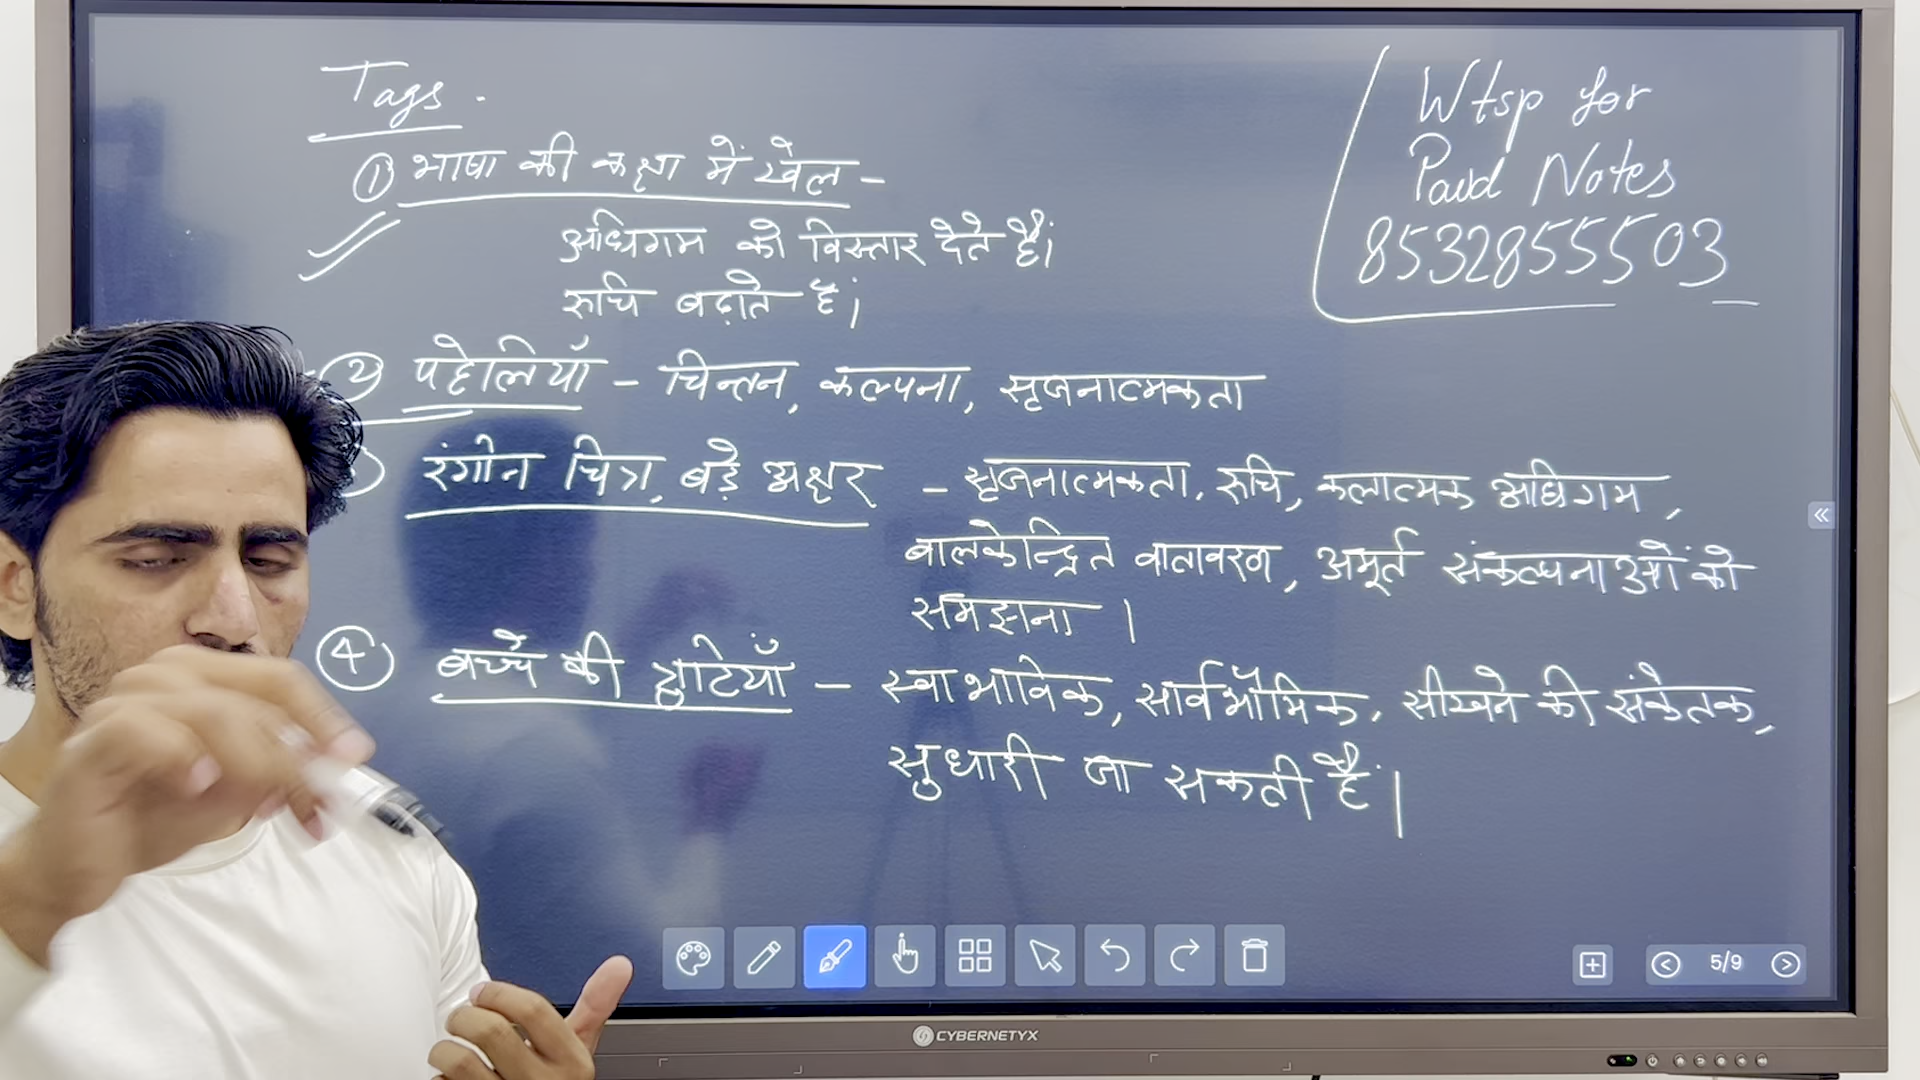 Tags.
① भाषा की कक्षा में खेल -
अधिगम को विस्तार देते हैं।
रूचि बढ़ाते हैं।
② पहेलियाँ - चिन्तन, कल्पना, सृजनात्मकता
रंगीन चित्र, बड़े अक्षर - सृजनात्मकता, रूचि, कलात्मक अधिगम,
बालकेन्द्रित वातावरण, अमूर्त संकल्पनाओं को
समझना ।
④ बच्चे की त्रुटियाँ - स्वाभाविक, सार्वभौमिक, सीखने की संकेतक,
सुधारी जा सकती हैं।
Wtsp for
Paid Notes
8532855503
5/9
CYBERNETYX